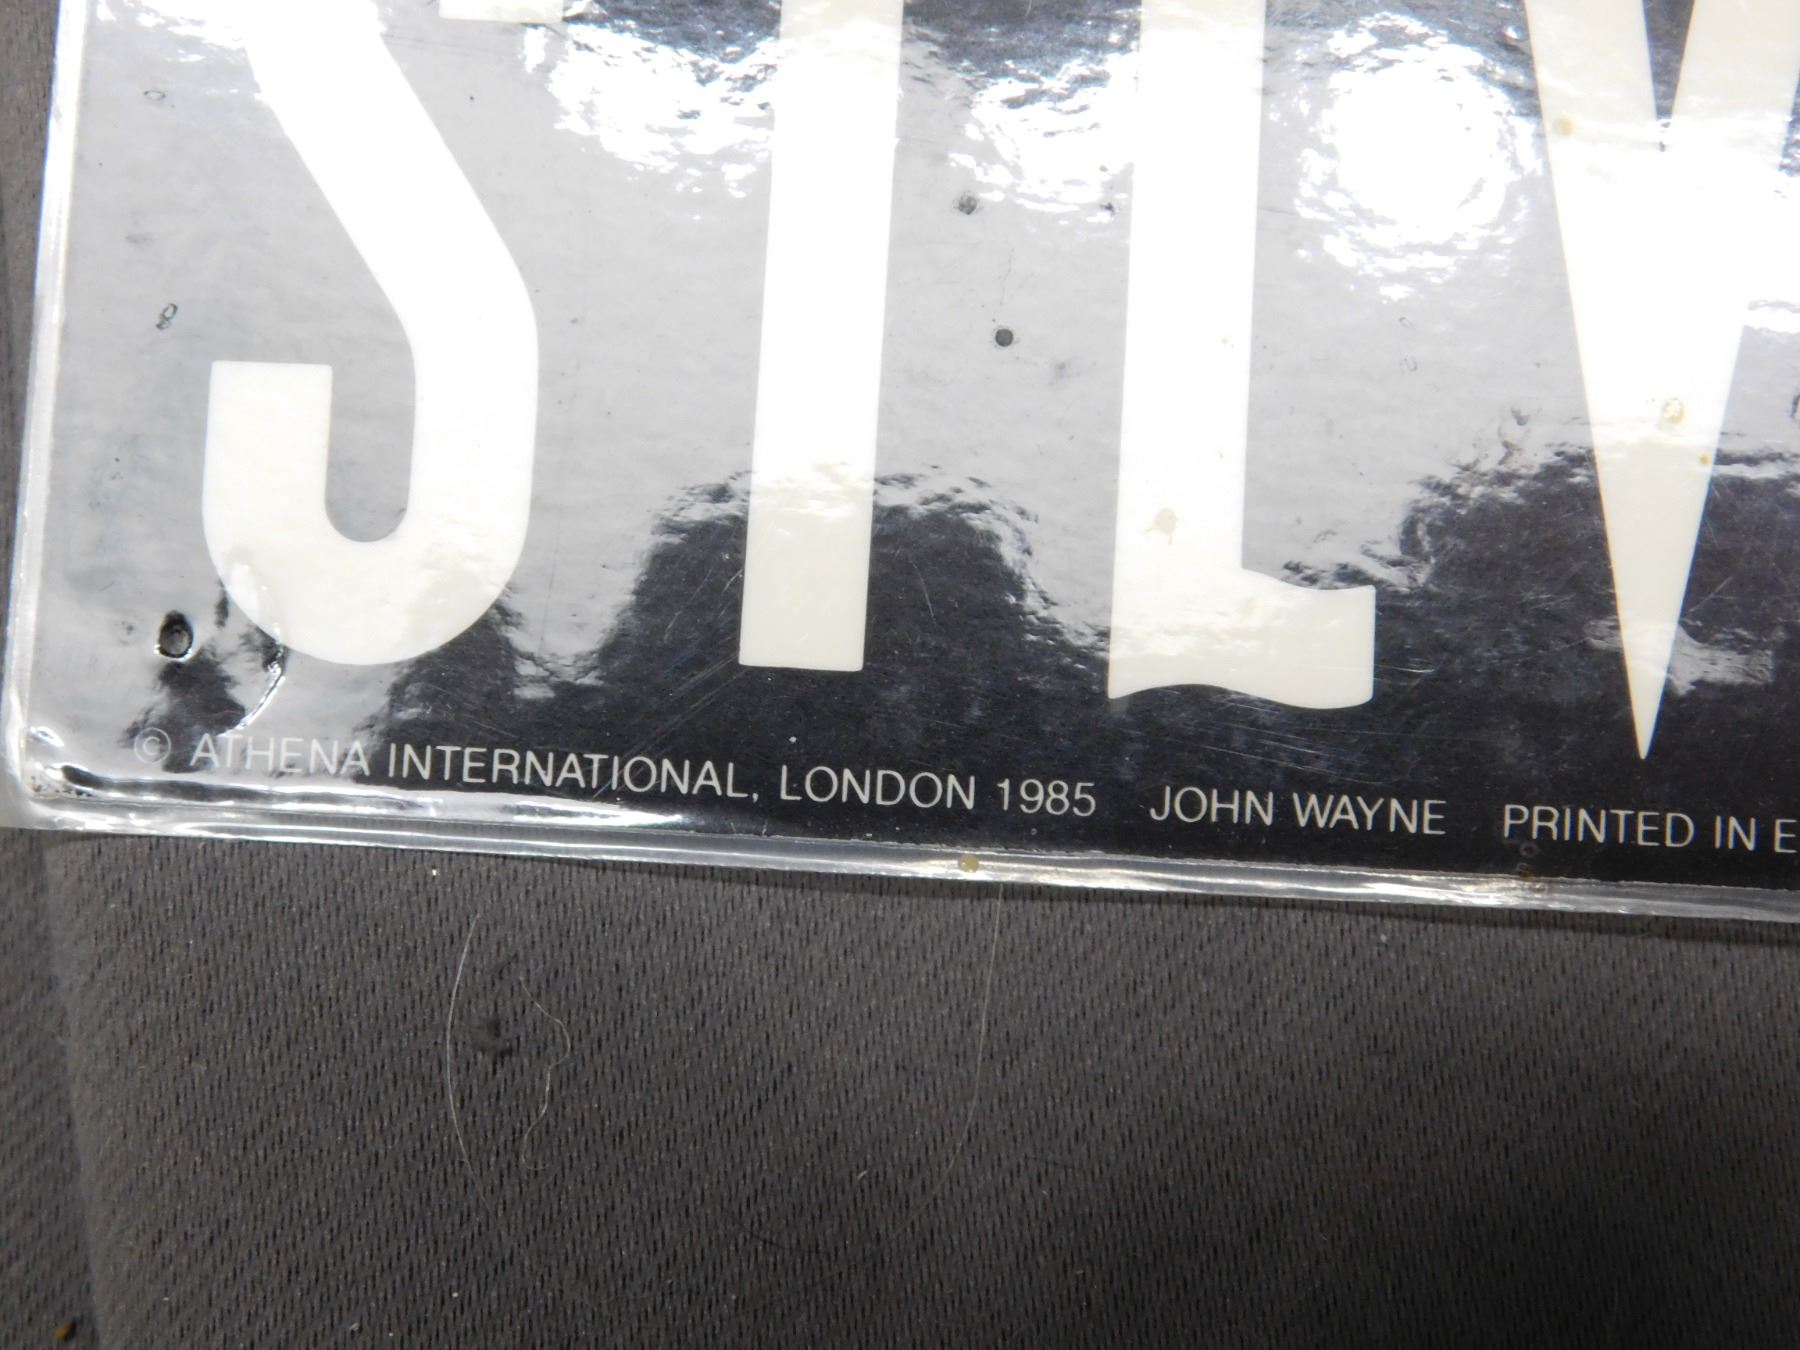 SILV
© ATHENA INTERNATIONAL, LONDON 1985 JOHN WAYNE PRINTED IN E